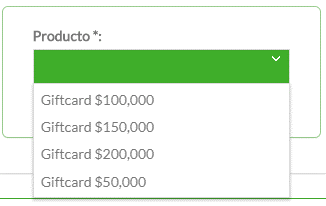 Producto *:
Giftcard $100,000
Giftcard $150,000
Giftcard $200,000
Giftcard $50,000